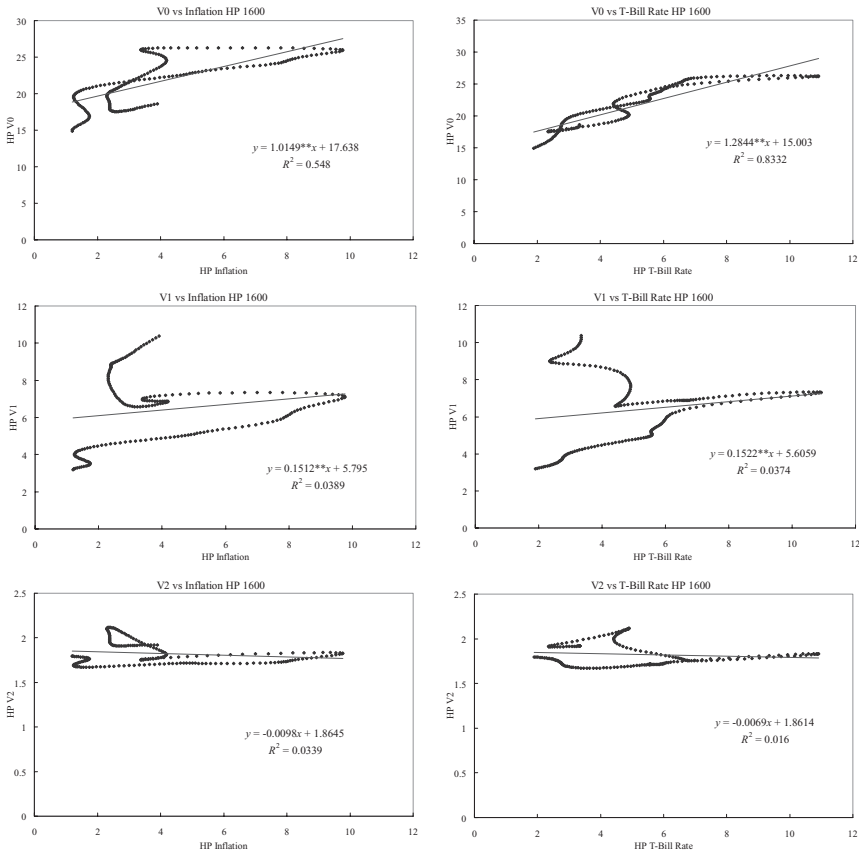 V0 vs Inflation HP 1600
30
25
20
15
10
5
0
HP V0
y = 1.0149**x + 17.638
R² = 0.548
0 2 4 6 8 10 12
HP Inflation
V0 vs T-Bill Rate HP 1600
35
30
25
20
15
10
5
0
HP V0
y = 1.2844**x + 15.003
R² = 0.8332
0 2 4 6 8 10 12
HP T-Bill Rate
V1 vs Inflation HP 1600
12
10
8
6
4
2
0
HP V1
y = 0.1512**x + 5.795
R² = 0.0389
0 2 4 6 8 10 12
HP Inflation
V1 vs T-Bill Rate HP 1600
12
10
8
6
4
2
0
HP V1
y = 0.1522**x + 5.6059
R² = 0.0374
0 2 4 6 8 10 12
HP T-Bill Rate
V2 vs Inflation HP 1600
2.5
2
1.5
1
0.5
0
HP V2
y = -0.0098x + 1.8645
R² = 0.0339
0 2 4 6 8 10 12
HP Inflation
V2 vs T-Bill Rate HP 1600
2.5
2
1.5
1
0.5
0
HP V2
y = -0.0069x + 1.8614
R² = 0.016
0 2 4 6 8 10 12
HP T-Bill Rate